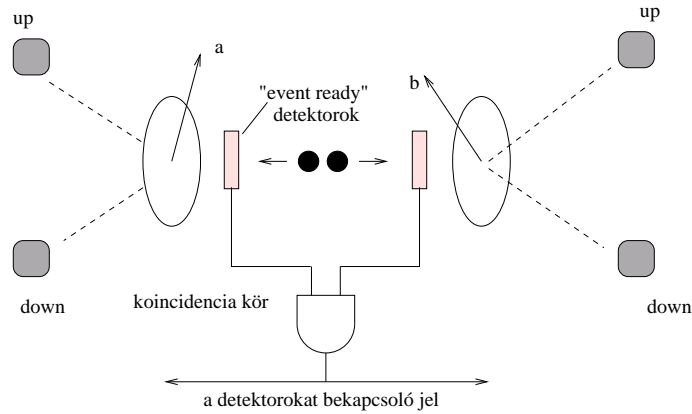 up
up
a
b
"event ready"
detektorok
down
down
koincidencia kör
a detektorokat bekapcsoló jel